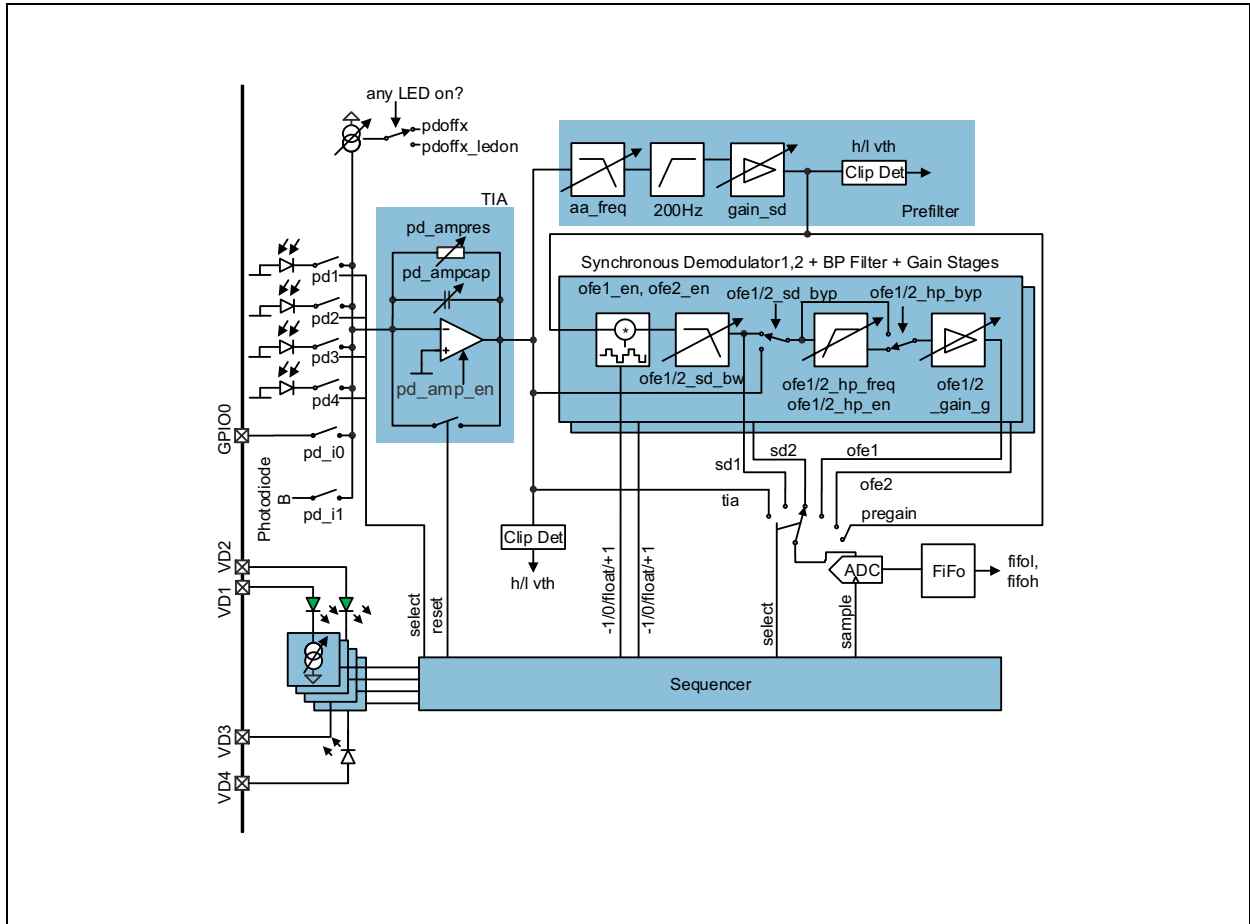 any LED on?
pdoffx
pdoffx_ledon
h/l vth
Clip Det
aa_freq
200Hz
gain_sd
Prefilter
TIA
pd_ampres
pd_ampcap
pd_amp_en
pd1
pd2
pd3
pd4
GPIO0
pd_i0
Photodiode
B
pd_i1
Synchronous Demodulator1,2 + BP Filter + Gain Stages
ofe1_en, ofe2_en
ofe1/2_sd_byp
ofe1/2_hp_byp
*
ofe1/2_sd_bw
ofe1/2_hp_freq
ofe1/2_hp_en
ofe1/2
_gain_g
sd1
sd2
ofe1
ofe2
tia
pregain
Clip Det
h/l vth
ADC
FiFo
fifol,
fifoh
VD2
VD1
select
reset
-1/0/float/+1
-1/0/float/+1
select
sample
Sequencer
VD3
VD4